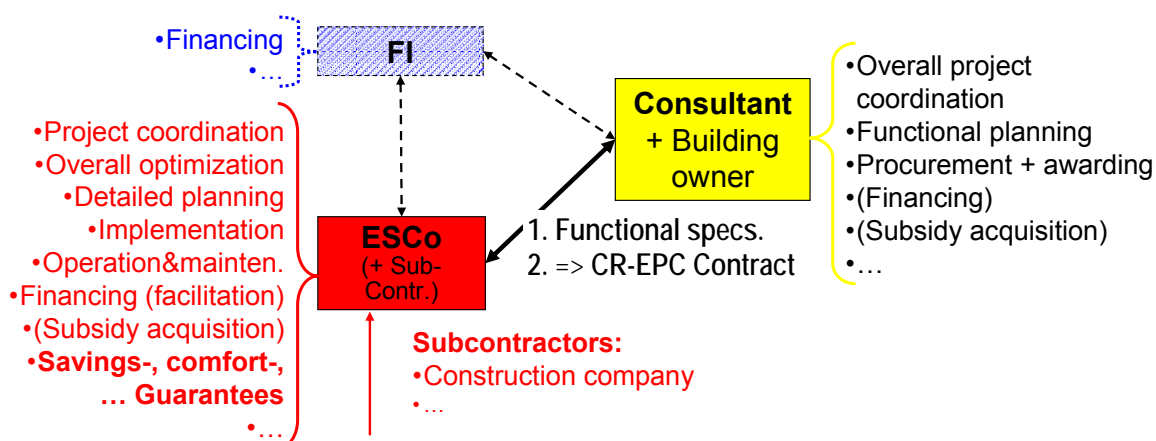 •Financing
•…
FI
Consultant
+ Building
owner
•Overall project
coordination
•Functional planning
•Procurement + awarding
•(Financing)
•(Subsidy acquisition)
•…
•Project coordination
•Overall optimization
•Detailed planning
•Implementation
•Operation&mainten.
•Financing (facilitation)
•(Subsidy acquisition)
•Savings-, comfort-,
… Guarantees
•…
ESCo
(+ Sub-
Contr.)
1. Functional specs.
2. => CR-EPC Contract
Subcontractors:
•Construction company
•…